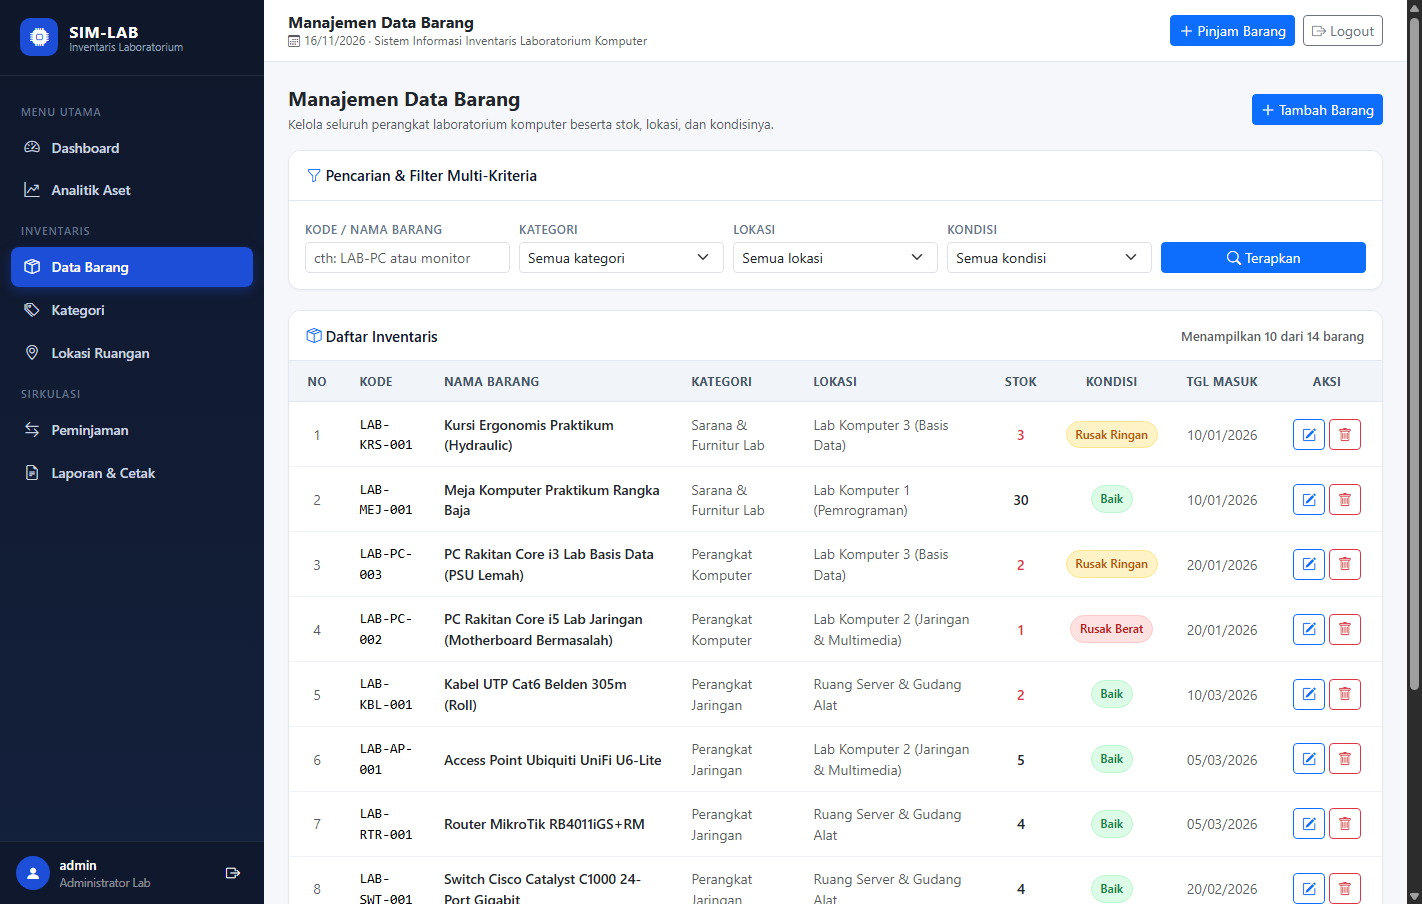 SIM-LAB
Inventaris Laboratorium
MENU UTAMA
Dashboard
Analitik Aset
INVENTARIS
Data Barang
Kategori
Lokasi Ruangan
SIRKULASI
Peminjaman
Laporan & Cetak
admin
Administrator Lab
Manajemen Data Barang
16/11/2026 · Sistem Informasi Inventaris Laboratorium Komputer
+ Pinjam Barang
Logout
Manajemen Data Barang
Kelola seluruh perangkat laboratorium komputer beserta stok, lokasi, dan kondisinya.
+ Tambah Barang
Pencarian & Filter Multi-Kriteria
KODE / NAMA BARANG KATEGORI LOKASI KONDISI
cth: LAB-PC atau monitor Semua kategori Semua lokasi Semua kondisi Terapkan
Daftar Inventaris Menampilkan 10 dari 14 barang
NO KODE NAMA BARANG KATEGORI LOKASI STOK KONDISI TGL MASUK AKSI
LAB- Kursi Ergonomis Praktikum Sarana & Lab Komputer 3 (Basis
1 3 Rusak Ringan 10/01/2026
KRS-001 (Hydraulic) Furnitur Lab Data)
LAB- Meja Komputer Praktikum Rangka Sarana & Lab Komputer 1
2 30 Baik 10/01/2026
MEJ-001 Baja Furnitur Lab (Pemrograman)
LAB-PC- PC Rakitan Core i3 Lab Basis Data Perangkat Lab Komputer 3 (Basis
3 2 Rusak Ringan 20/01/2026
003 (PSU Lemah) Komputer Data)
LAB-PC- PC Rakitan Core i5 Lab Jaringan Perangkat Lab Komputer 2 (Jaringan
4 1 Rusak Berat 20/01/2026
002 (Motherboard Bermasalah) Komputer & Multimedia)
LAB- Kabel UTP Cat6 Belden 305m Perangkat Ruang Server & Gudang
5 2 Baik 10/03/2026
KBL-001 (Roll) Jaringan Alat
LAB-AP- Perangkat Lab Komputer 2 (Jaringan
6 Access Point Ubiquiti UniFi U6-Lite 5 Baik 05/03/2026
001 Jaringan & Multimedia)
LAB- Perangkat Ruang Server & Gudang
7 Router MikroTik RB4011iGS+RM 4 Baik 05/03/2026
RTR-001 Jaringan Alat
LAB- Switch Cisco Catalyst C1000 24- Perangkat Ruang Server & Gudang
8 4 Baik 20/02/2026
SWT-001 Port Gigabit Jaringan Alat